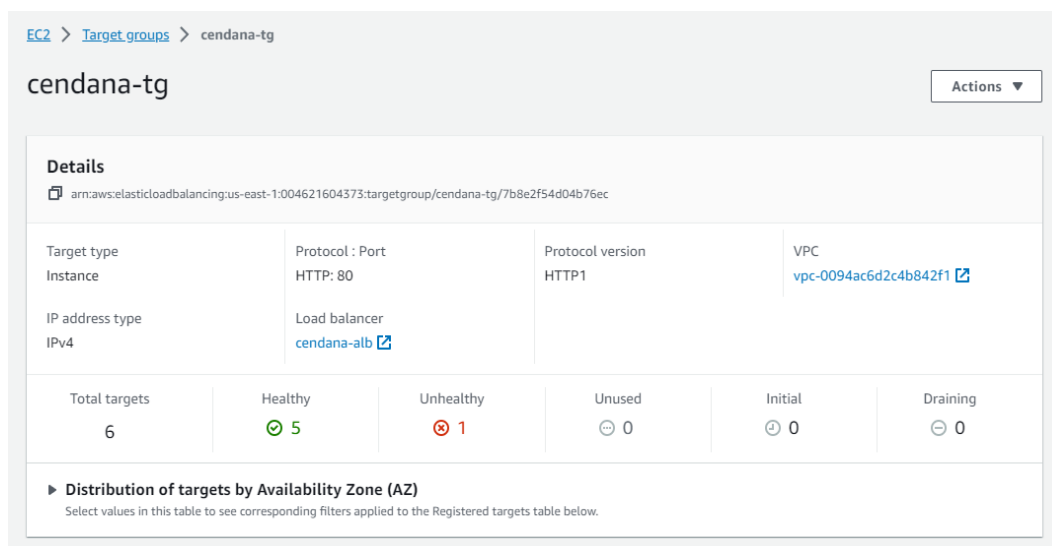 EC2 > Target groups > cendana-tg
cendana-tg
Actions
Details
arn:aws:elasticloadbalancing:us-east-1:004621604373:targetgroup/cendana-tg/7b8e2f54d04b76ec
Target type Protocol : Port Protocol version VPC
Instance HTTP: 80 HTTP1 vpc-0094ac6d2c4b842f1
IP address type Load balancer
IPv4 cendana-alb
Total targets Healthy Unhealthy Unused Initial Draining
6 5 1 0 0 0
Distribution of targets by Availability Zone (AZ)
Select values in this table to see corresponding filters applied to the Registered targets table below.